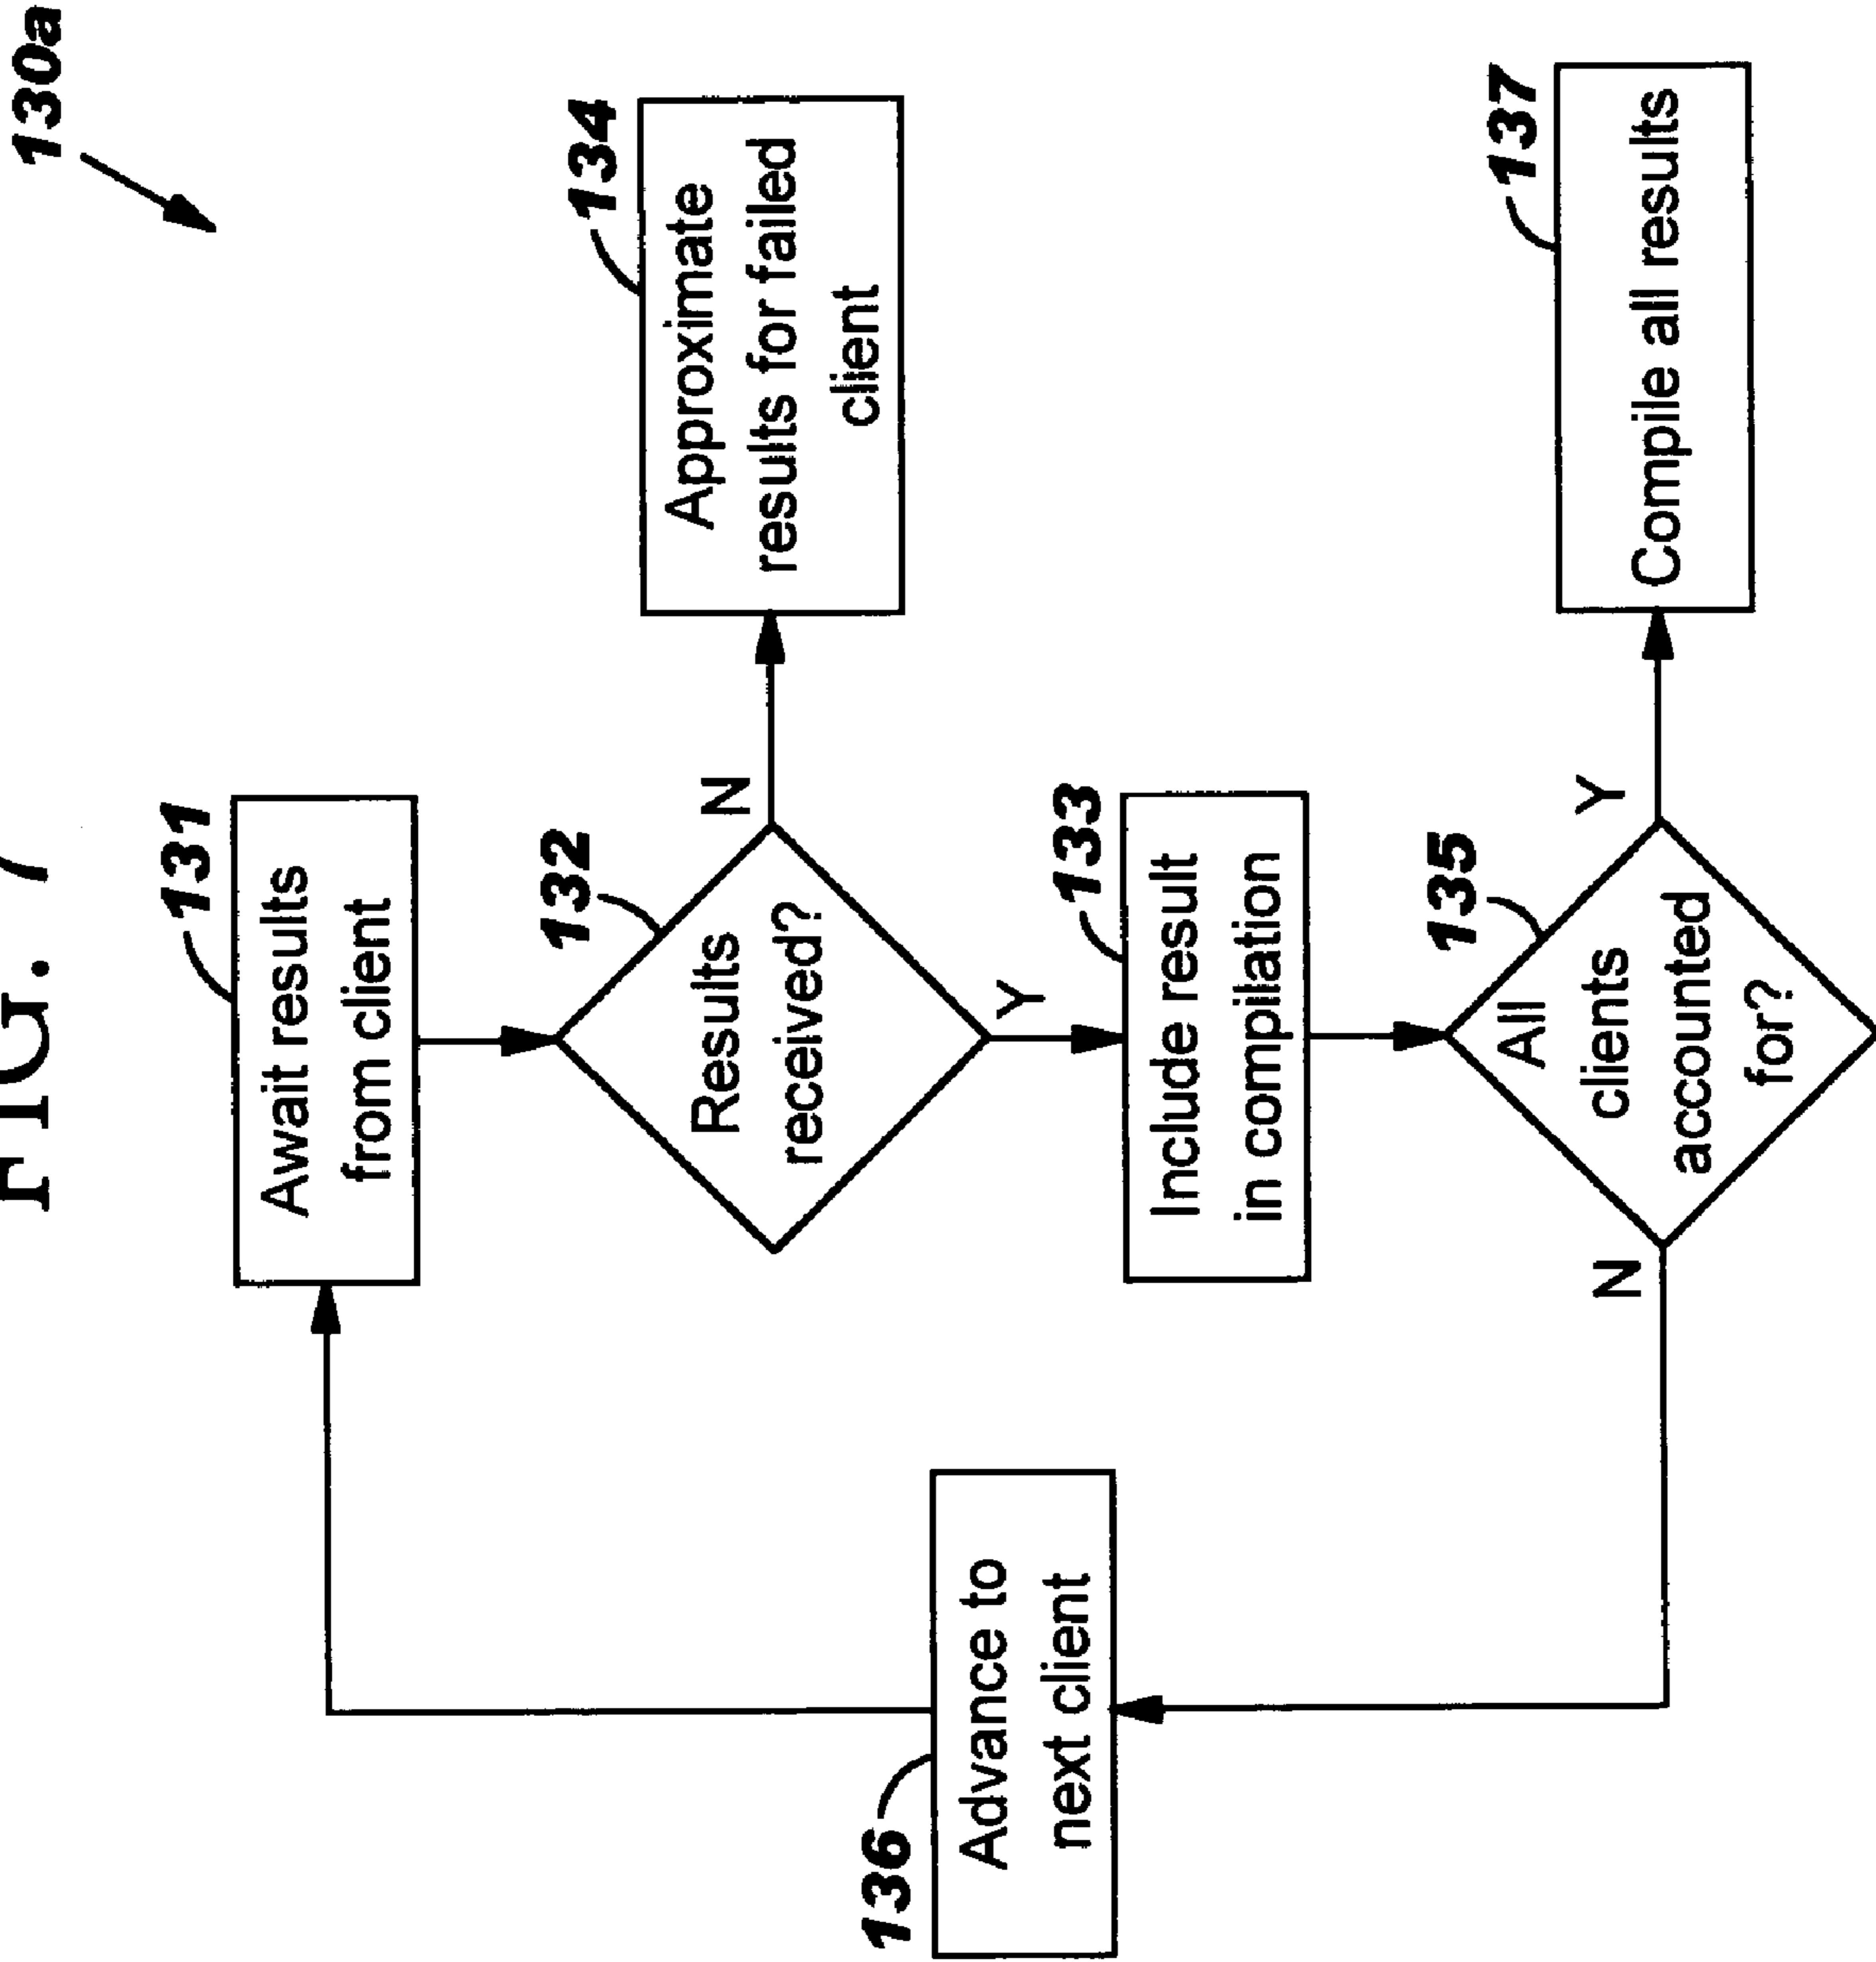 FIG. 7
130a
131
Await results
from client
132
Results
received?
N
134
Approximate
results for failed
client
Y
133
Include result
in compilation
135
All
clients
accounted
for?
Y
137
Compile all results
N
136
Advance to
next client